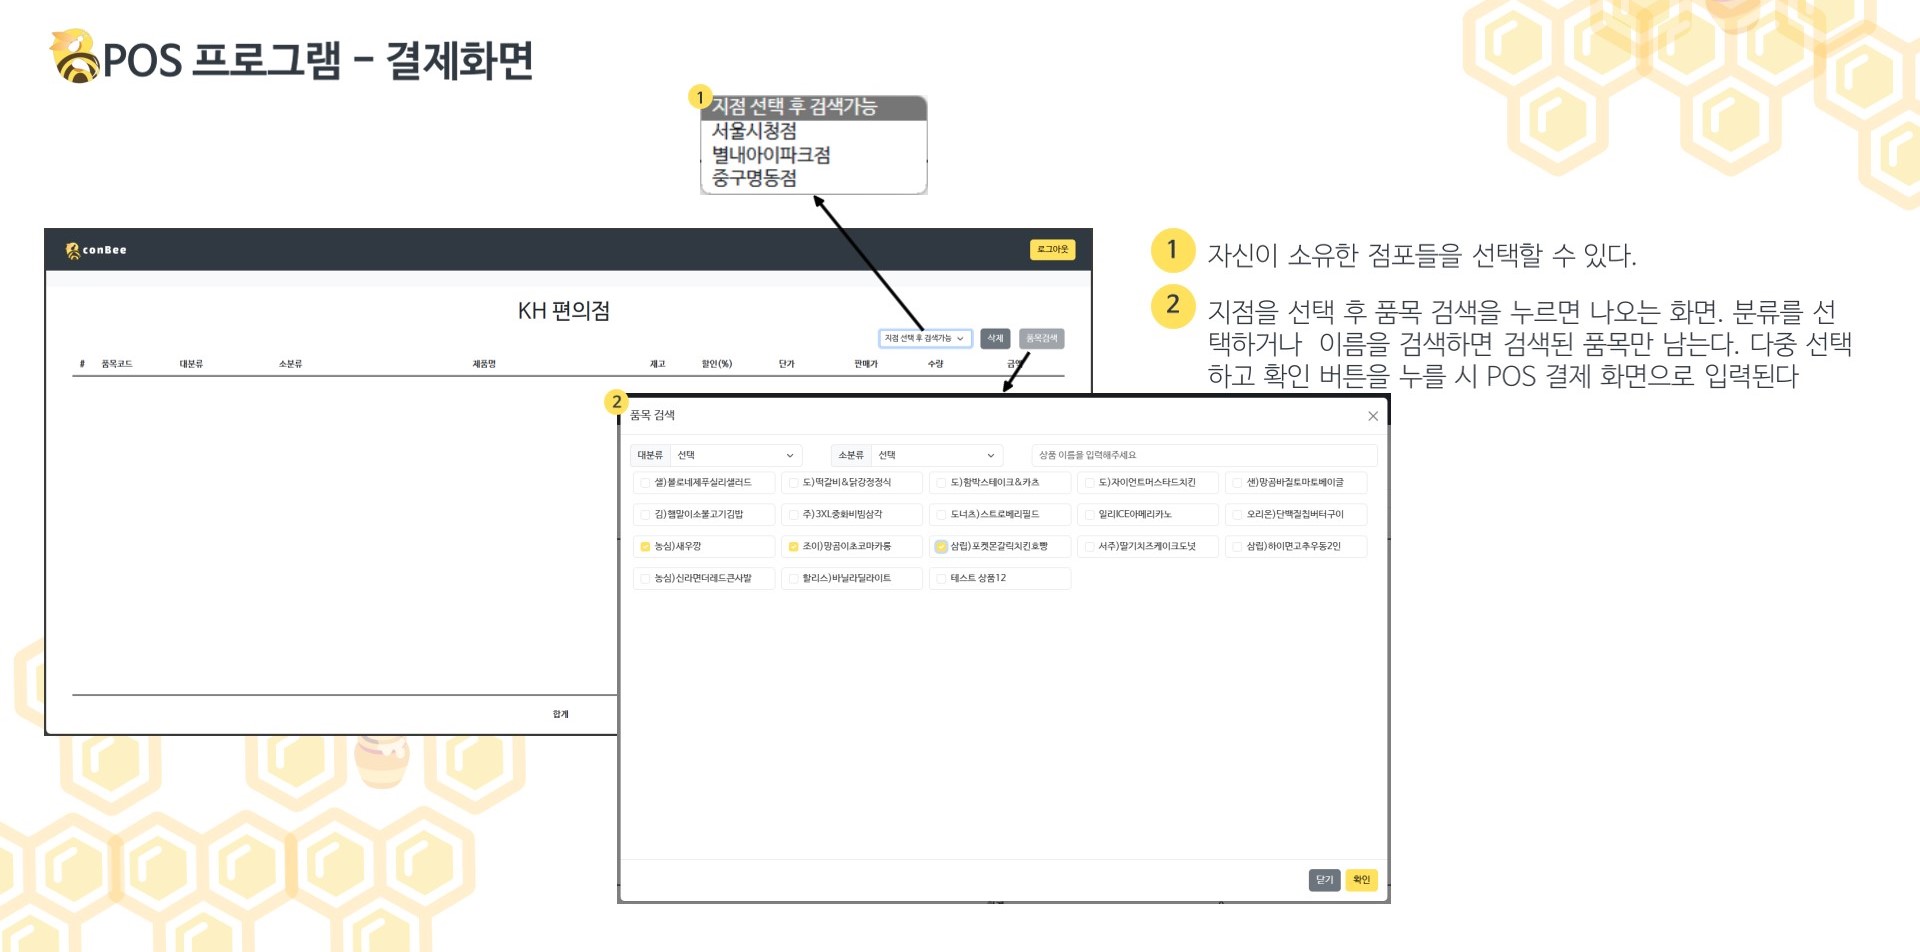 POS 프로그램 - 결제화면
1
지점 선택 후 검색가능
서울시청점
별내아이파크점
중구명동점
conBee
로그아웃
KH 편의점
지점 선택 후 검색가능
삭제
품목검색
# 품목코드 대분류 소분류 제품명 재고 할인(%) 단가 판매가 수량 금액
합계
2
품목 검색
대분류 선택
소분류 선택
상품 이름을 입력해주세요
샐)볼로네제푸실리샐러드
도)떡갈비&닭강정정식
도)함박스테이크&카츠
도)자이언트머스타드치킨
샌)망곰바질토마토베이글
김)햄말이소불고기김밥
주)3XL중화비빔삼각
도너츠)스트로베리필드
일리ICE아메리카노
오리온)단백질칩버터구이
농심)새우깡
조이)망곰이초코마카롱
삼립)포켓몬갈릭치킨호빵
서주)딸기치즈케이크도넛
삼립)하이면고추우동2인
농심)신라면더레드큰사발
할리스)바닐라딜라이트
테스트 상품12
닫기
확인
1 자신이 소유한 점포들을 선택할 수 있다.
2 지점을 선택 후 품목 검색을 누르면 나오는 화면. 분류를 선
택하거나 이름을 검색하면 검색된 품목만 남는다. 다중 선택
하고 확인 버튼을 누를 시 POS 결제 화면으로 입력된다